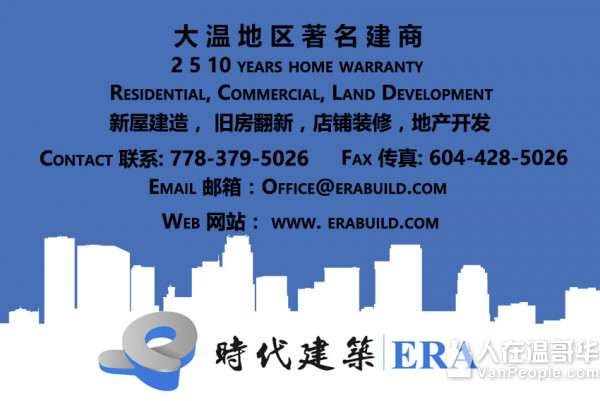 大温地区著名建商
2 5 10 YEARS HOME WARRANTY
RESIDENTIAL, COMMERCIAL, LAND DEVELOPMENT
新屋建造， 旧房翻新，店铺装修，地产开发
CONTACT 联系: 778-379-5026 FAX 传真: 604-428-5026
EMAIL 邮箱：OFFICE@ERABUILD.COM
WEB 网站： WWW. ERABUILD.COM
時代建築 ERA
人在温哥华
VanPeople.com